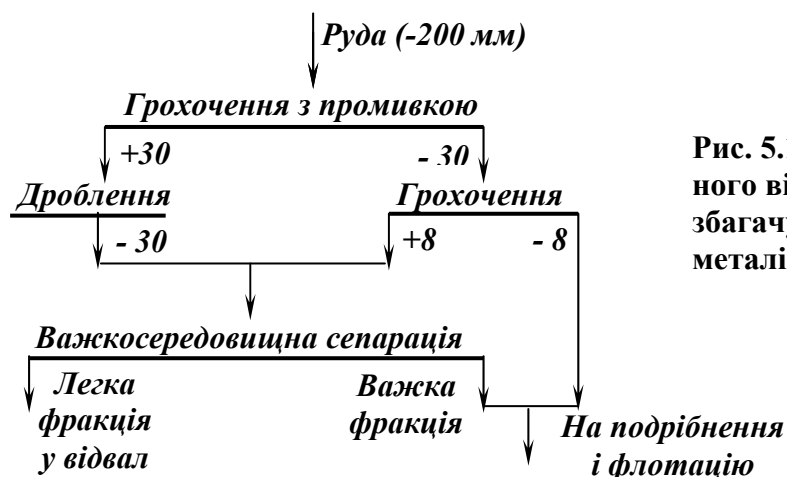 Руда (-200 мм)
Грохочення з промивкою
+30
- 30
Дроблення
Грохочення
- 30
+8
- 8
Важкосередовищна сепарація
Легка
фракція
у відвал
Важка
фракція
На подрібнення
і флотацію
Рис. 5.
ного ві
збагачу
металі